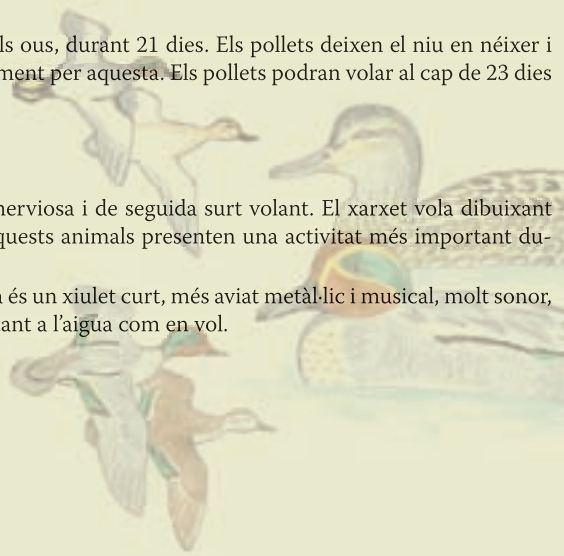 ls ous, durant 21 dies. Els pollets deixen el niu en néixer i
ment per aquesta. Els pollets podran volar al cap de 23 dies
nerviosa i de seguida surt volant. El xarxet vola dibuixant
quests animals presenten una activitat més important du-
a és un xiulet curt, més aviat metàl·lic i musical, molt sonor,
tant a l’aigua com en vol.